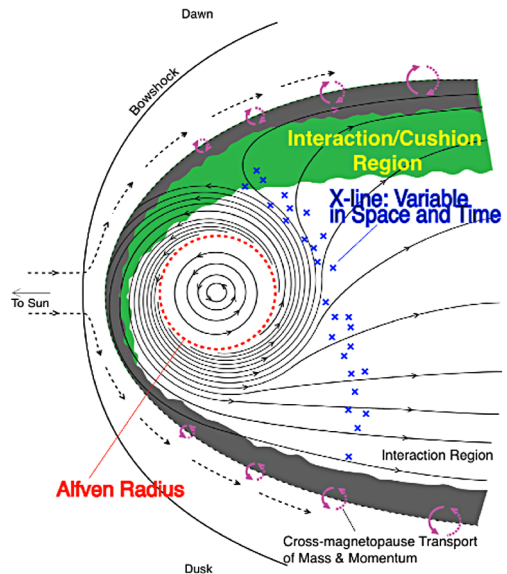 Dawn
Bowshock
Interaction/Cushion
Region
X-line: Variable
in Space and Time
To Sun
Alfven Radius
Interaction Region
Cross-magnetopause Transport
of Mass & Momentum
Dusk